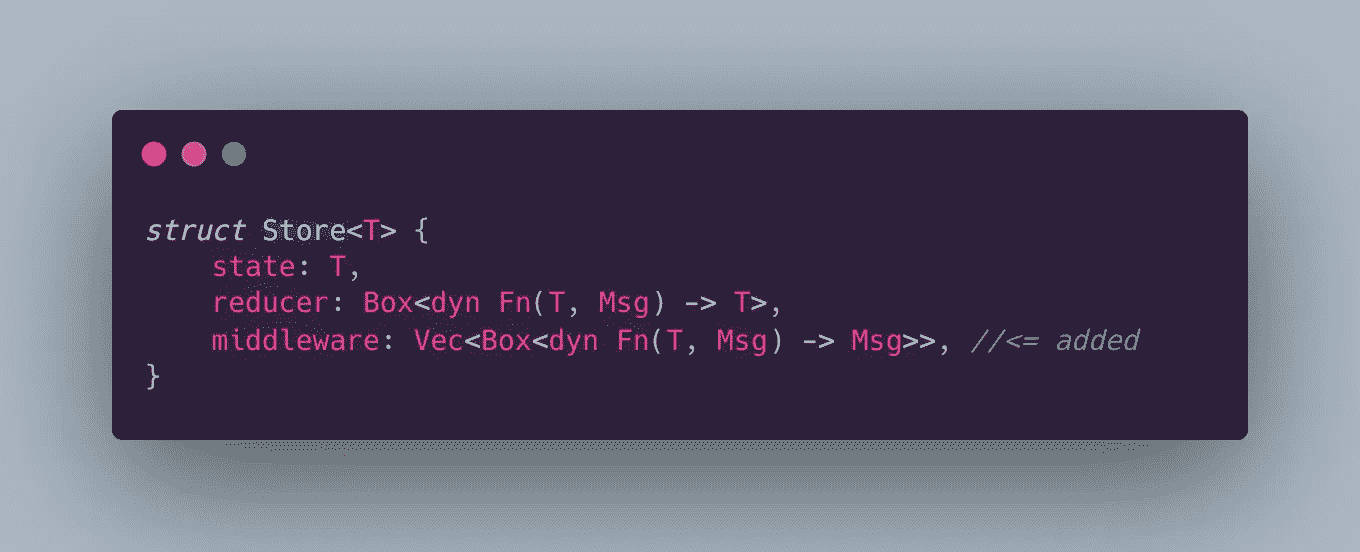 struct Store<T> {
    state: T,
    reducer: Box<dyn Fn(T, Msg) -> T>,
    middleware: Vec<Box<dyn Fn(T, Msg) -> Msg>>, //<= added
}